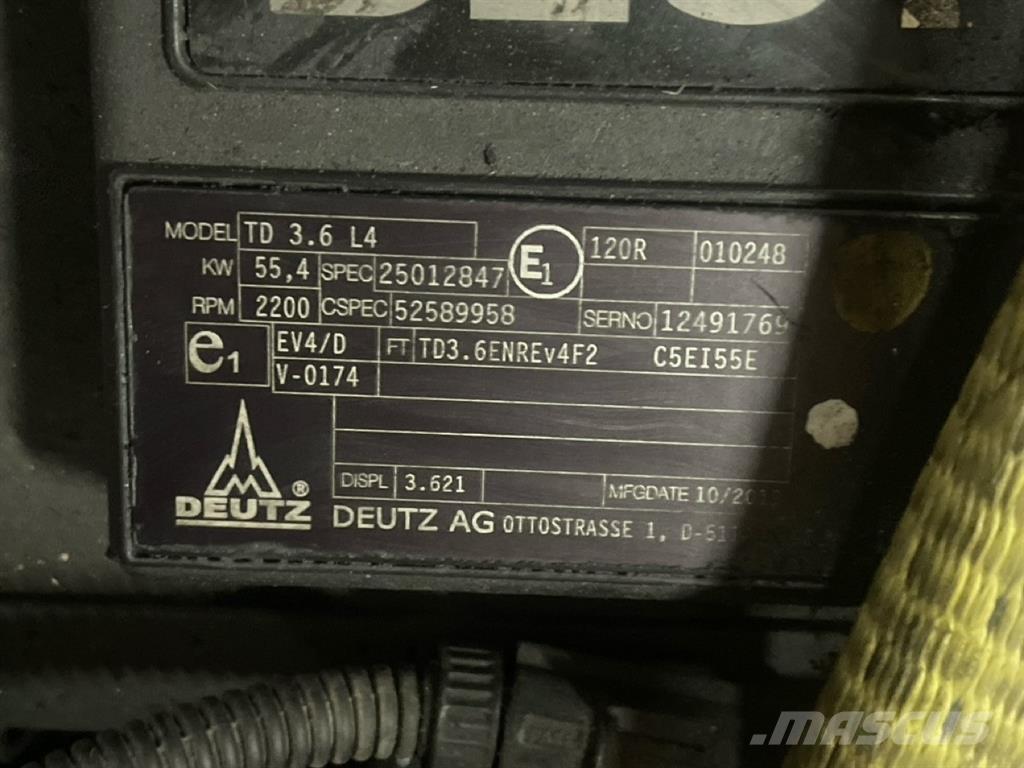 MODEL TD 3.6 L4 E1 120R 010248
KW 55,4 SPEC 25012847
RPM 2200 CSPEC 52589958 SERNO 12491769
e1 EV4/D FT TD3.6ENREv4F2 C5EI55E
V-0174
DISPL 3.621 MFGDATE
DEUTZ®
DEUTZ AG OTTOSTRASSE 1,
MASCUS